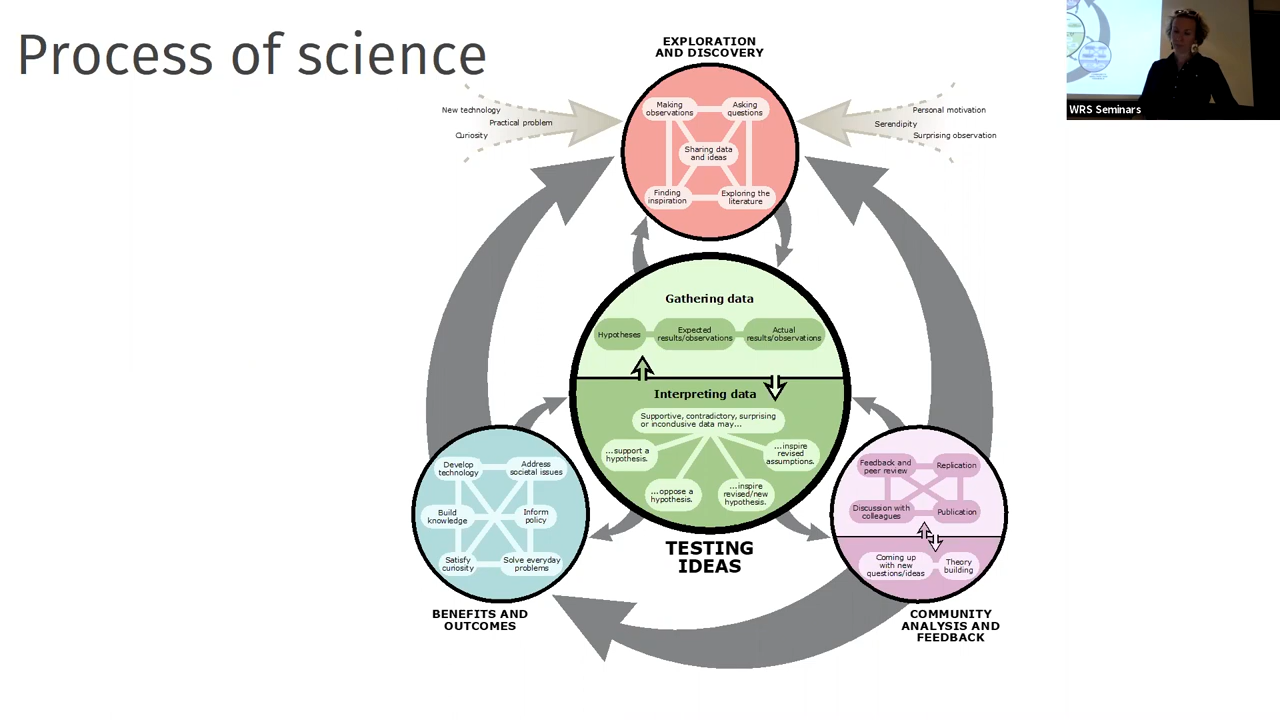 Process of science
WRS Seminars
EXPLORATION
AND DISCOVERY
New technology
Practical problem
Curiosity
Personal motivation
Serendipity
Surprising observation
Making
observations
Asking
questions
Sharing data
and ideas
Finding
inspiration
Exploring the
literature
Gathering data
Hypotheses
Expected
results/observations
Actual
results/observations
Interpreting data
Supportive, contradictory, surprising
or inconclusive data may...
...support a
hypothesis.
...inspire
revised
assumptions.
...oppose a
hypothesis.
...inspire
revised/new
hypothesis.
TESTING
IDEAS
Develop
technology
Address
societal issues
Build
knowledge
Inform
policy
Satisfy
curiosity
Solve everyday
problems
BENEFITS AND
OUTCOMES
Feedback and
peer review
Replication
Discussion with
colleagues
Publication
Coming up
with new
questions/ideas
Theory
building
COMMUNITY
ANALYSIS AND
FEEDBACK